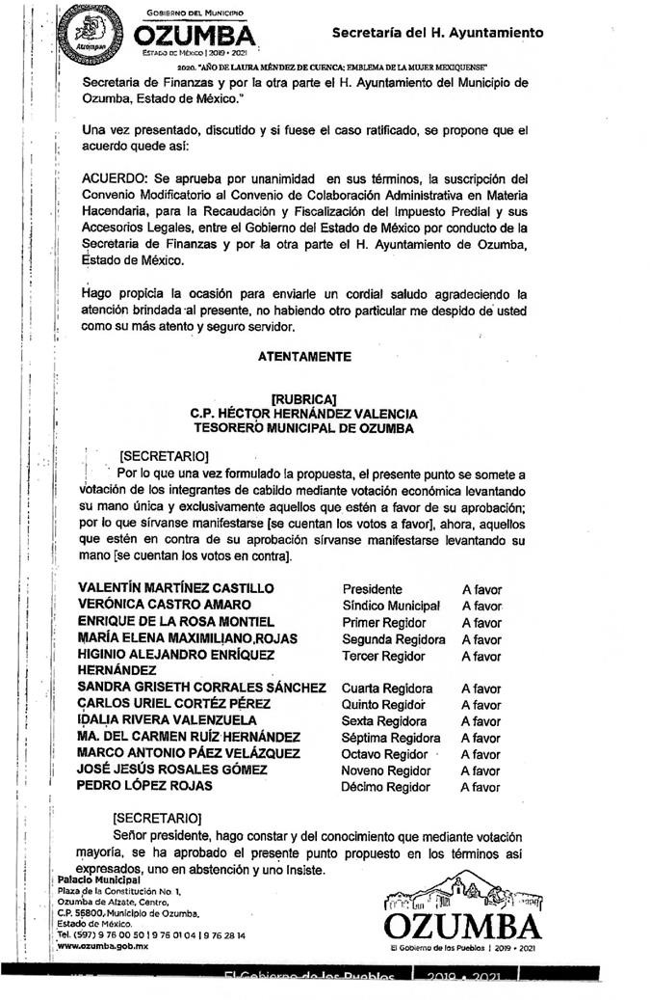 Atzompan
GOBIERNO DEL MUNICIPIO
OZUMBA
ESTADO DE MÉXICO | 2019 • 2021
Secretaría del H. Ayuntamiento
2020. "AÑO DE LAURA MÉNDEZ DE CUENCA; EMBLEMA DE LA MUJER MEXIQUENSE"
Secretaria de Finanzas y por la otra parte el H. Ayuntamiento del Municipio de
Ozumba, Estado de México."
Una vez presentado, discutido y si fuese el caso ratificado, se propone que el
acuerdo quede así:
ACUERDO: Se aprueba por unanimidad en sus términos, la suscripción del
Convenio Modificatorio al Convenio de Colaboración Administrativa en Materia
Hacendaria, para la Recaudación y Fiscalización del Impuesto Predial y sus
Accesorios Legales, entre el Gobierno del Estado de México por conducto de la
Secretaria de Finanzas y por la otra parte el H. Ayuntamiento de Ozumba,
Estado de México.
Hago propicia la ocasión para enviarle un cordial saludo agradeciendo la
atención brindada al presente, no habiendo otro particular me despido de usted
como su más atento y seguro servidor.
ATENTAMENTE
[RUBRICA]
C.P. HÉCTOR HERNÁNDEZ VALENCIA
TESORERO MUNICIPAL DE OZUMBA
[SECRETARIO]
Por lo que una vez formulado la propuesta, el presente punto se somete a
votación de los integrantes de cabildo mediante votación económica levantando
su mano única y exclusivamente aquellos que estén a favor de su aprobación;
por lo que sírvanse manifestarse [se cuentan los votos a favor], ahora, aquellos
que estén en contra de su aprobación sírvanse manifestarse levantando su
mano [se cuentan los votos en contra].
VALENTÍN MARTÍNEZ CASTILLO Presidente A favor
VERÓNICA CASTRO AMARO Síndico Municipal A favor
ENRIQUE DE LA ROSA MONTIEL Primer Regidor A favor
MARÍA ELENA MAXIMILIANO ROJAS Segunda Regidora A favor
HIGINIO ALEJANDRO ENRÍQUEZ Tercer Regidor A favor
HERNÁNDEZ
SANDRA GRISETH CORRALES SÁNCHEZ Cuarta Regidora A favor
CARLOS URIEL CORTÉZ PÉREZ Quinto Regidor A favor
IDALIA RIVERA VALENZUELA Sexta Regidora A favor
MA. DEL CARMEN RUÍZ HERNÁNDEZ Séptima Regidora A favor
MARCO ANTONIO PÁEZ VELÁZQUEZ Octavo Regidor A favor
JOSÉ JESÚS ROSALES GÓMEZ Noveno Regidor A favor
PEDRO LÓPEZ ROJAS Décimo Regidor A favor
[SECRETARIO]
Señor presidente, hago constar y del conocimiento que mediante votación
mayoría, se ha aprobado el presente punto propuesto en los términos así
expresados, uno en abstención y uno Insiste.
Palacio Municipal
Plaza de la Constitución No. 1,
Ozumba de Alzate, Centro,
C.P. 56800, Municipio de Ozumba,
Estado de México.
Tel. (597) 9 76 00 50 | 9 76 01 04 | 9 76 28 14
www.ozumba.gob.mx
OZUMBA
El Gobierno de los Pueblos | 2019 • 2021
El Gobierno de los Pueblos | 2019 • 2021